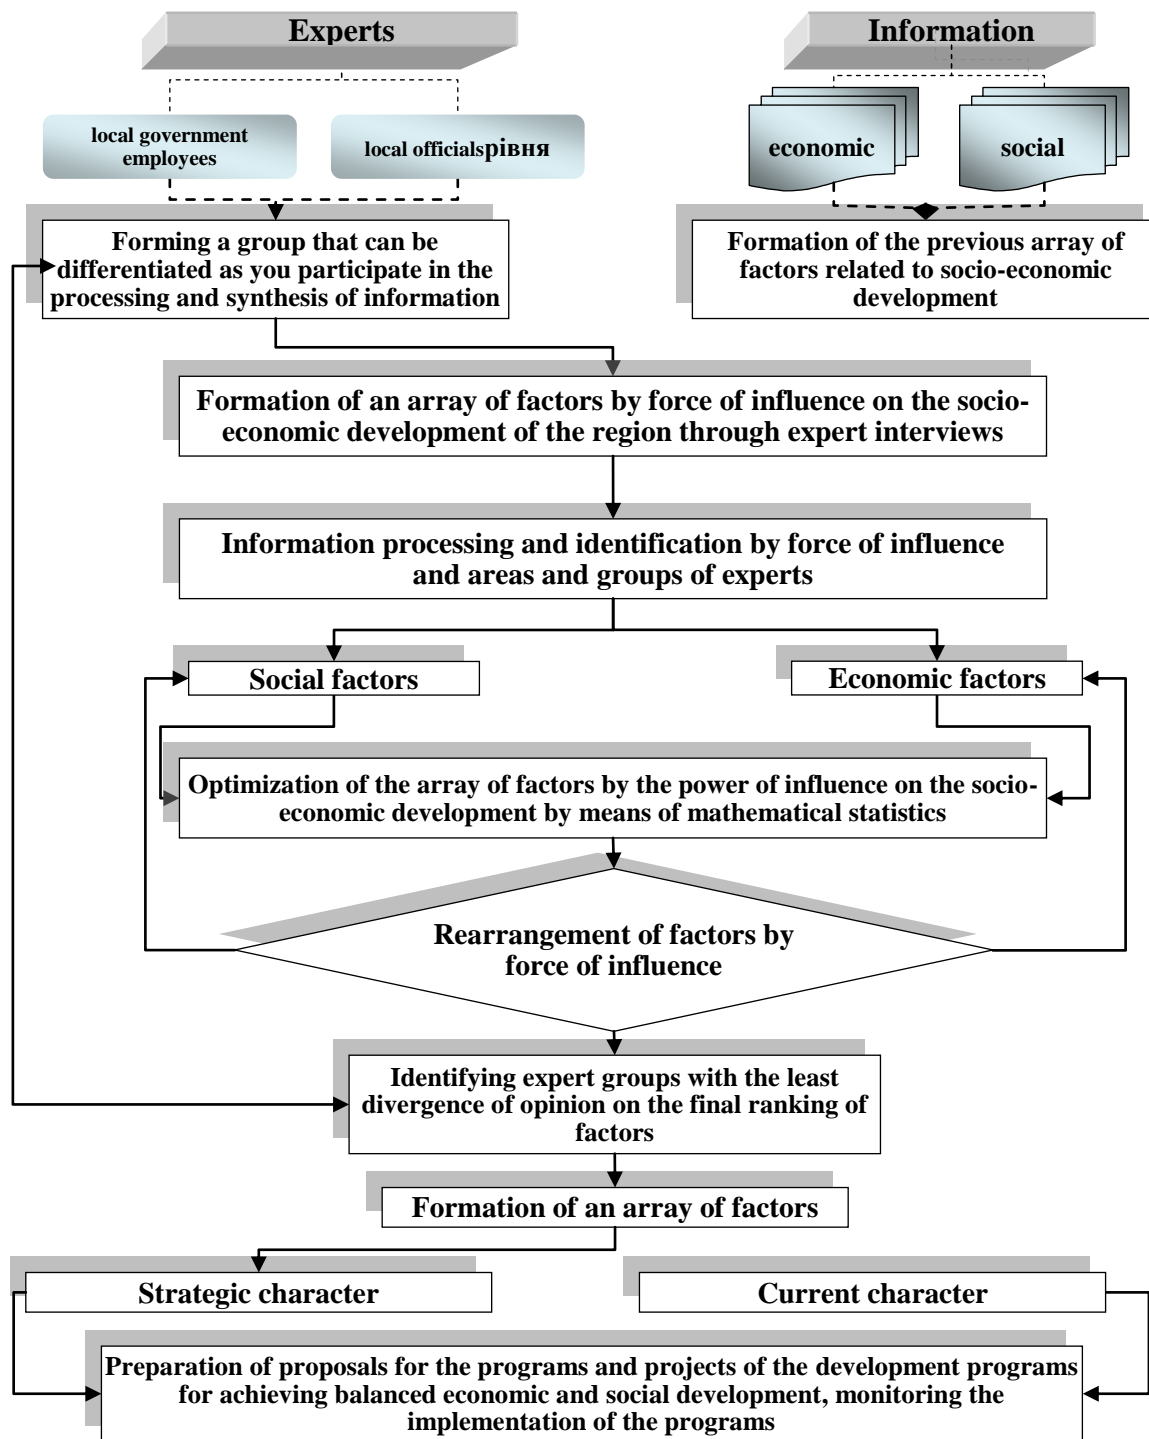 Experts
Information
local government
employees
local officialsрівня
economic
social
Forming a group that can be
differentiated as you participate in the
processing and synthesis of information
Formation of the previous array of
factors related to socio-economic
development
Formation of an array of factors by force of influence on the socio-
economic development of the region through expert interviews
Information processing and identification by force of influence
and areas and groups of experts
Social factors
Economic factors
Optimization of the array of factors by the power of influence on the socio-
economic development by means of mathematical statistics
Rearrangement of factors by
force of influence
Identifying expert groups with the least
divergence of opinion on the final ranking of
factors
Formation of an array of factors
Strategic character
Current character
Preparation of proposals for the programs and projects of the development programs
for achieving balanced economic and social development, monitoring the
implementation of the programs